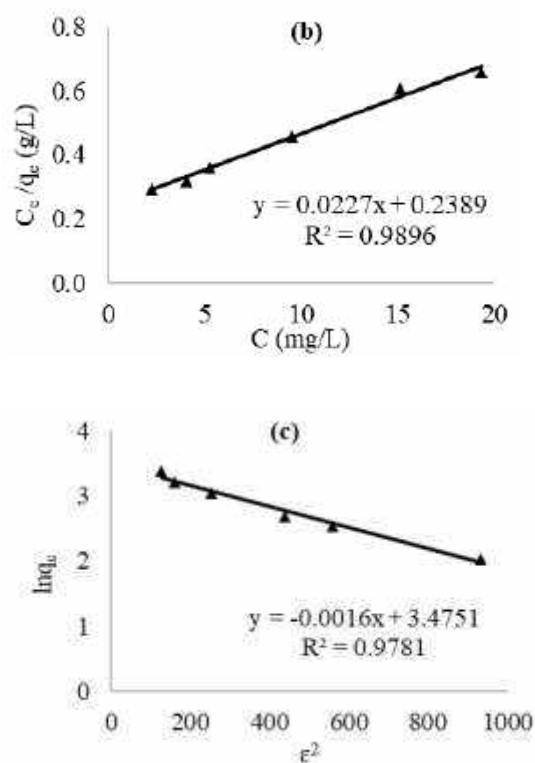 (b)
0.8
0.6
0.4
0.2
0.0
Cₑ /qₑ (g/L)
y = 0.0227x + 0.2389
R² = 0.9896
0 5 10 15 20
C (mg/L)
(c)
4
3
2
1
0
lnqₑ
y = -0.0016x + 3.4751
R² = 0.9781
0 200 400 600 800 1000
ε²